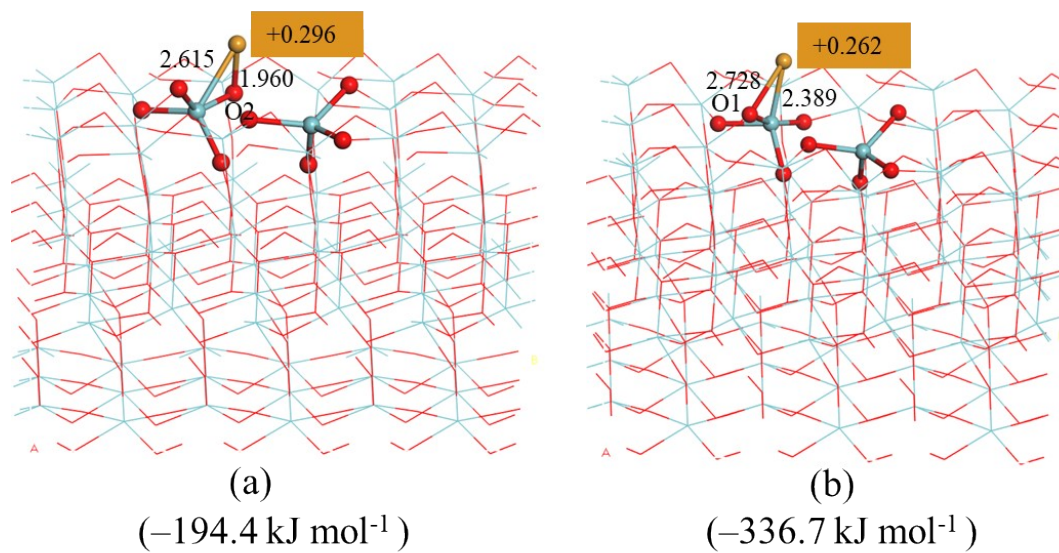 +0.296
2.615
1.960
O2
A
B
(a)
(–194.4 kJ mol-1 )
+0.262
2.728
O1
2.389
A
(b)
(–336.7 kJ mol-1 )